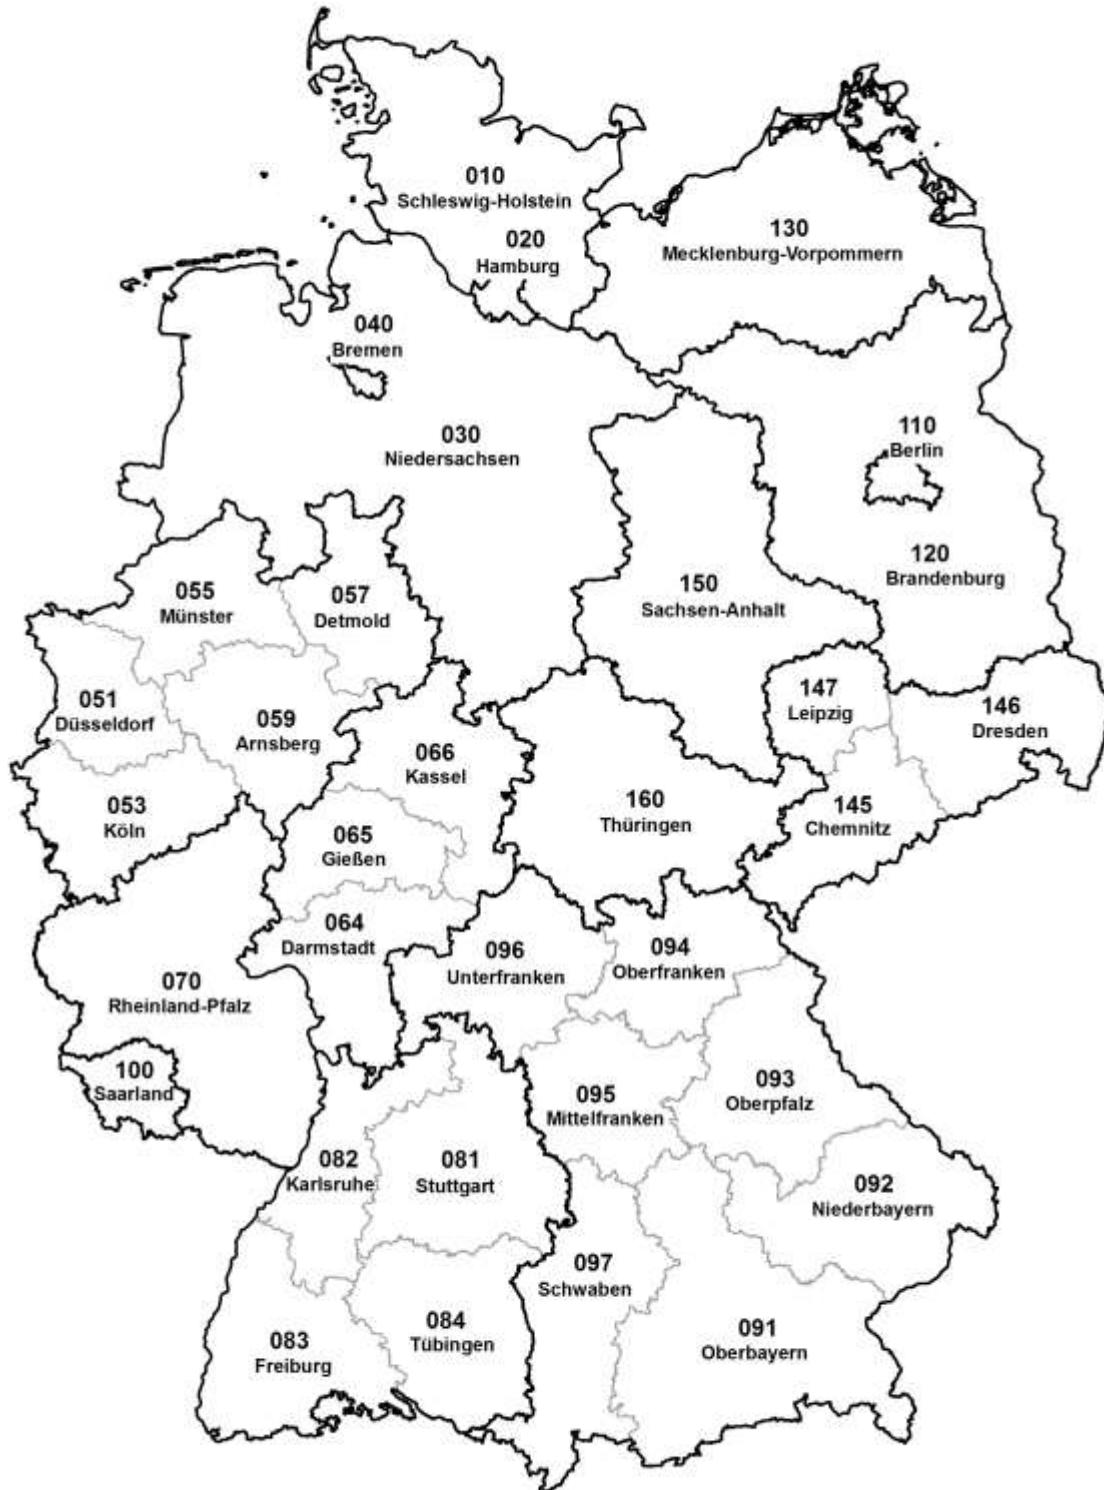 010
Schleswig-Holstein
020
Hamburg
130
Mecklenburg-Vorpommern
040
Bremen
030
Niedersachsen
110
Berlin
120
Brandenburg
150
Sachsen-Anhalt
055
Münster
057
Detmold
051
Düsseldorf
059
Arnsberg
147
Leipzig
146
Dresden
066
Kassel
053
Köln
160
Thüringen
145
Chemnitz
065
Gießen
064
Darmstadt
096
Unterfranken
094
Oberfranken
070
Rheinland-Pfalz
100
Saarland
095
Mittelfranken
093
Oberpfalz
082
Karlsruhe
081
Stuttgart
092
Niederbayern
097
Schwaben
084
Tübingen
083
Freiburg
091
Oberbayern